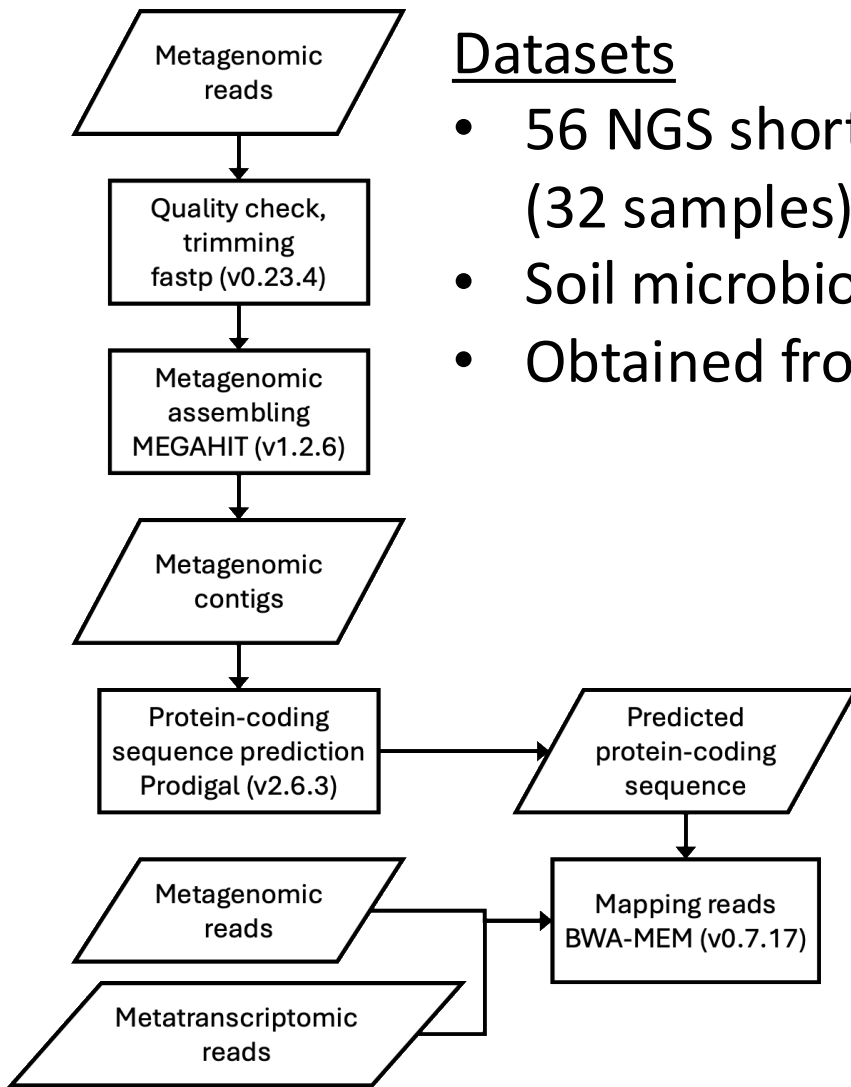 Metagenomic
reads
Quality check,
trimming
fastp (v0.23.4)
Metagenomic
assembling
MEGAHIT (v1.2.6)
Metagenomic
contigs
Protein-coding
sequence prediction
Prodigal (v2.6.3)
Predicted
protein-coding
sequence
Metagenomic
reads
Mapping reads
BWA-MEM (v0.7.17)
Metatranscriptomic
reads
Datasets
• 56 NGS short
(32 samples)
• Soil
• Obtained